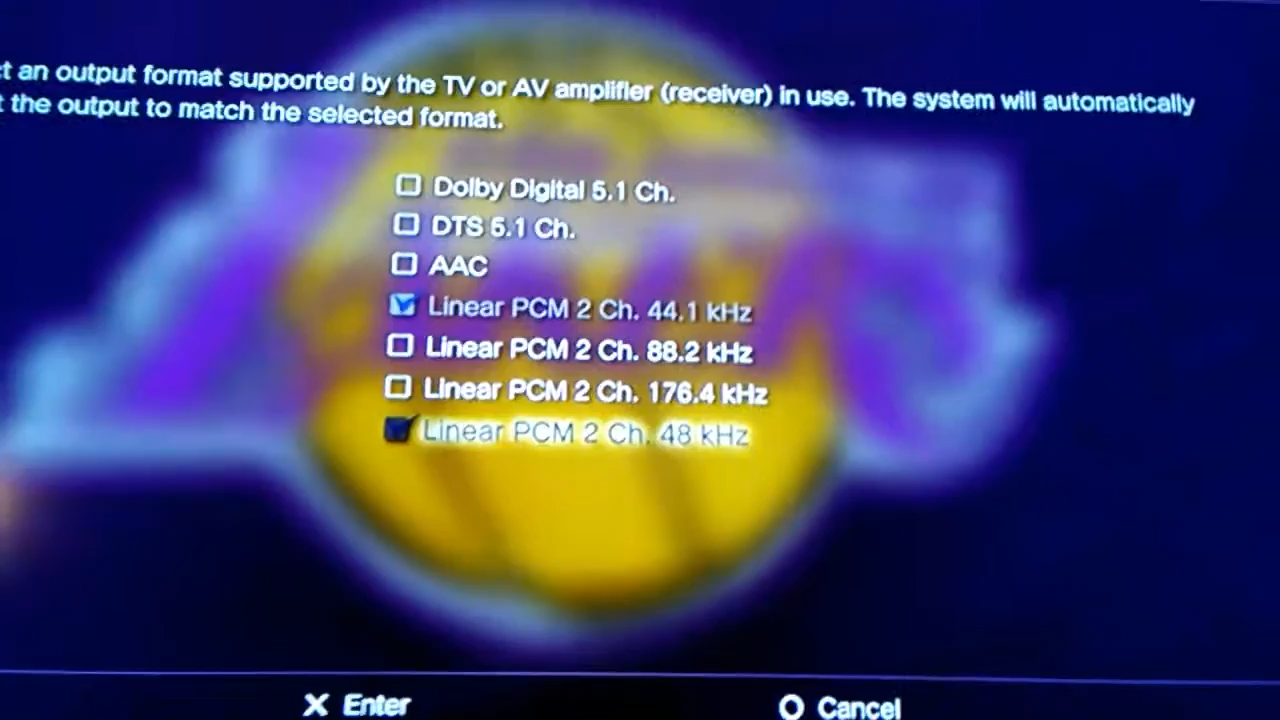 t an output format supported by the TV or AV amplifier (receiver) in use. The system will automatically
t the output to match the selected format.
Dolby Digital 5.1 Ch.
DTS 5.1 Ch.
AAC
Linear PCM 2 Ch. 44.1 kHz
Linear PCM 2 Ch. 88.2 kHz
Linear PCM 2 Ch. 176.4 kHz
Linear PCM 2 Ch. 48 kHz
X Enter
O Cancel